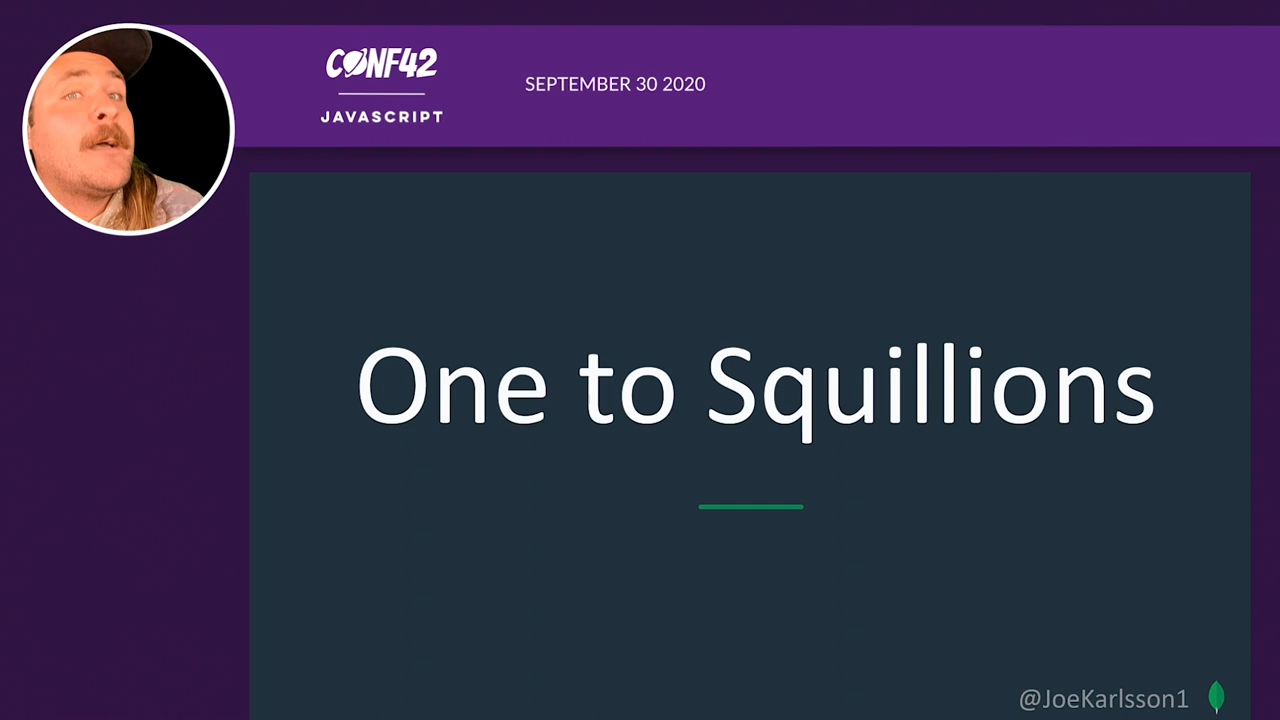 CONF42
JAVASCRIPT
SEPTEMBER 30 2020
One to Squillions
@JoeKarlsson1